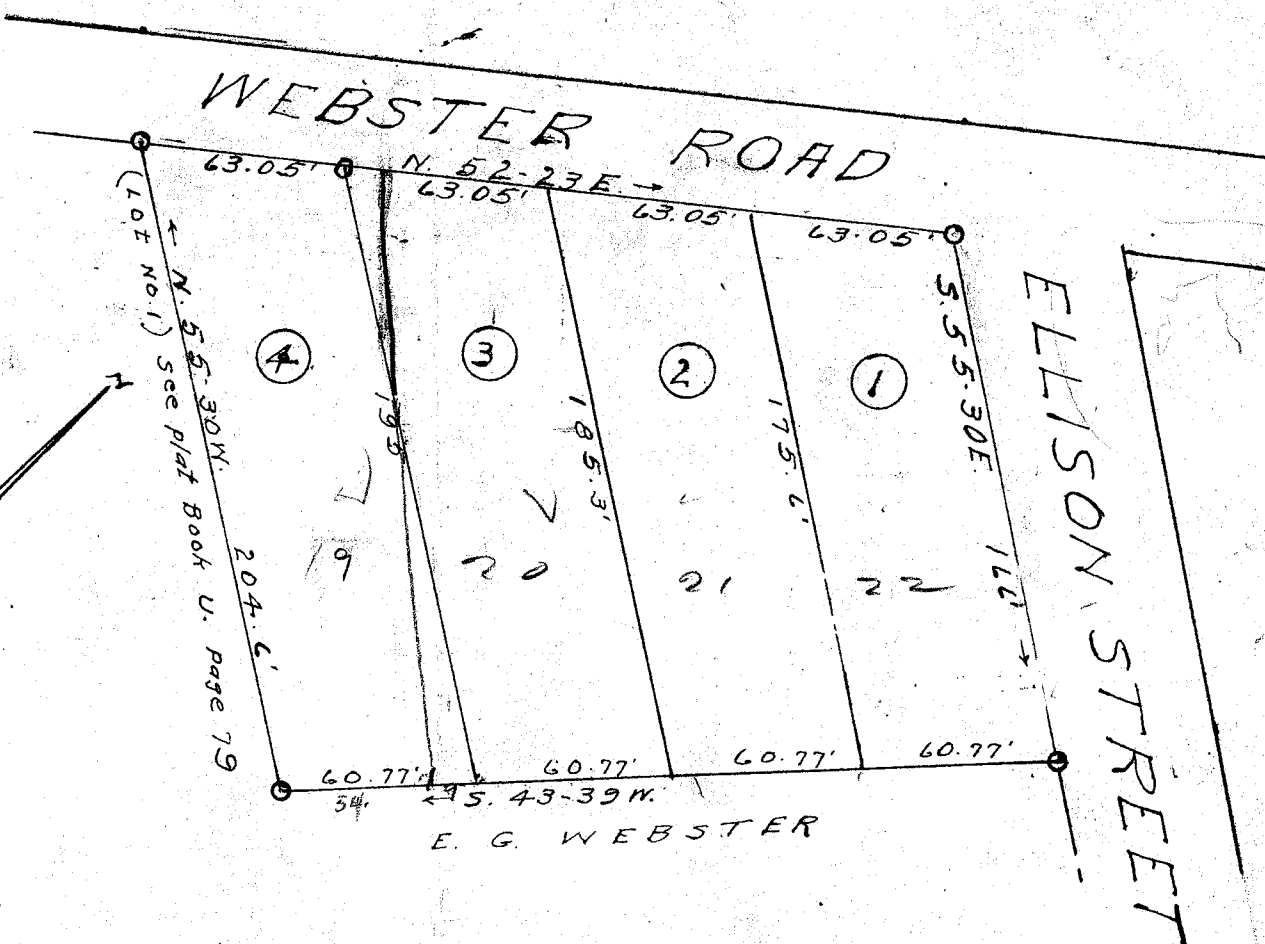 WEBSTER ROAD
63.05'
N. 52-23 E →
63.05'
63.05'
63.05'
(LOT NO. 1) see plat Book U. page 79
← N. 55-30 W. 204.6'
S. 55-30 E. 166' →
ELLISON STREET
4
3
2
1
195
185.3'
175.6'
19
20
21
22
60.77'
60.77'
60.77'
60.77'
54.
← S. 43-39 W.
E. G. WEBSTER